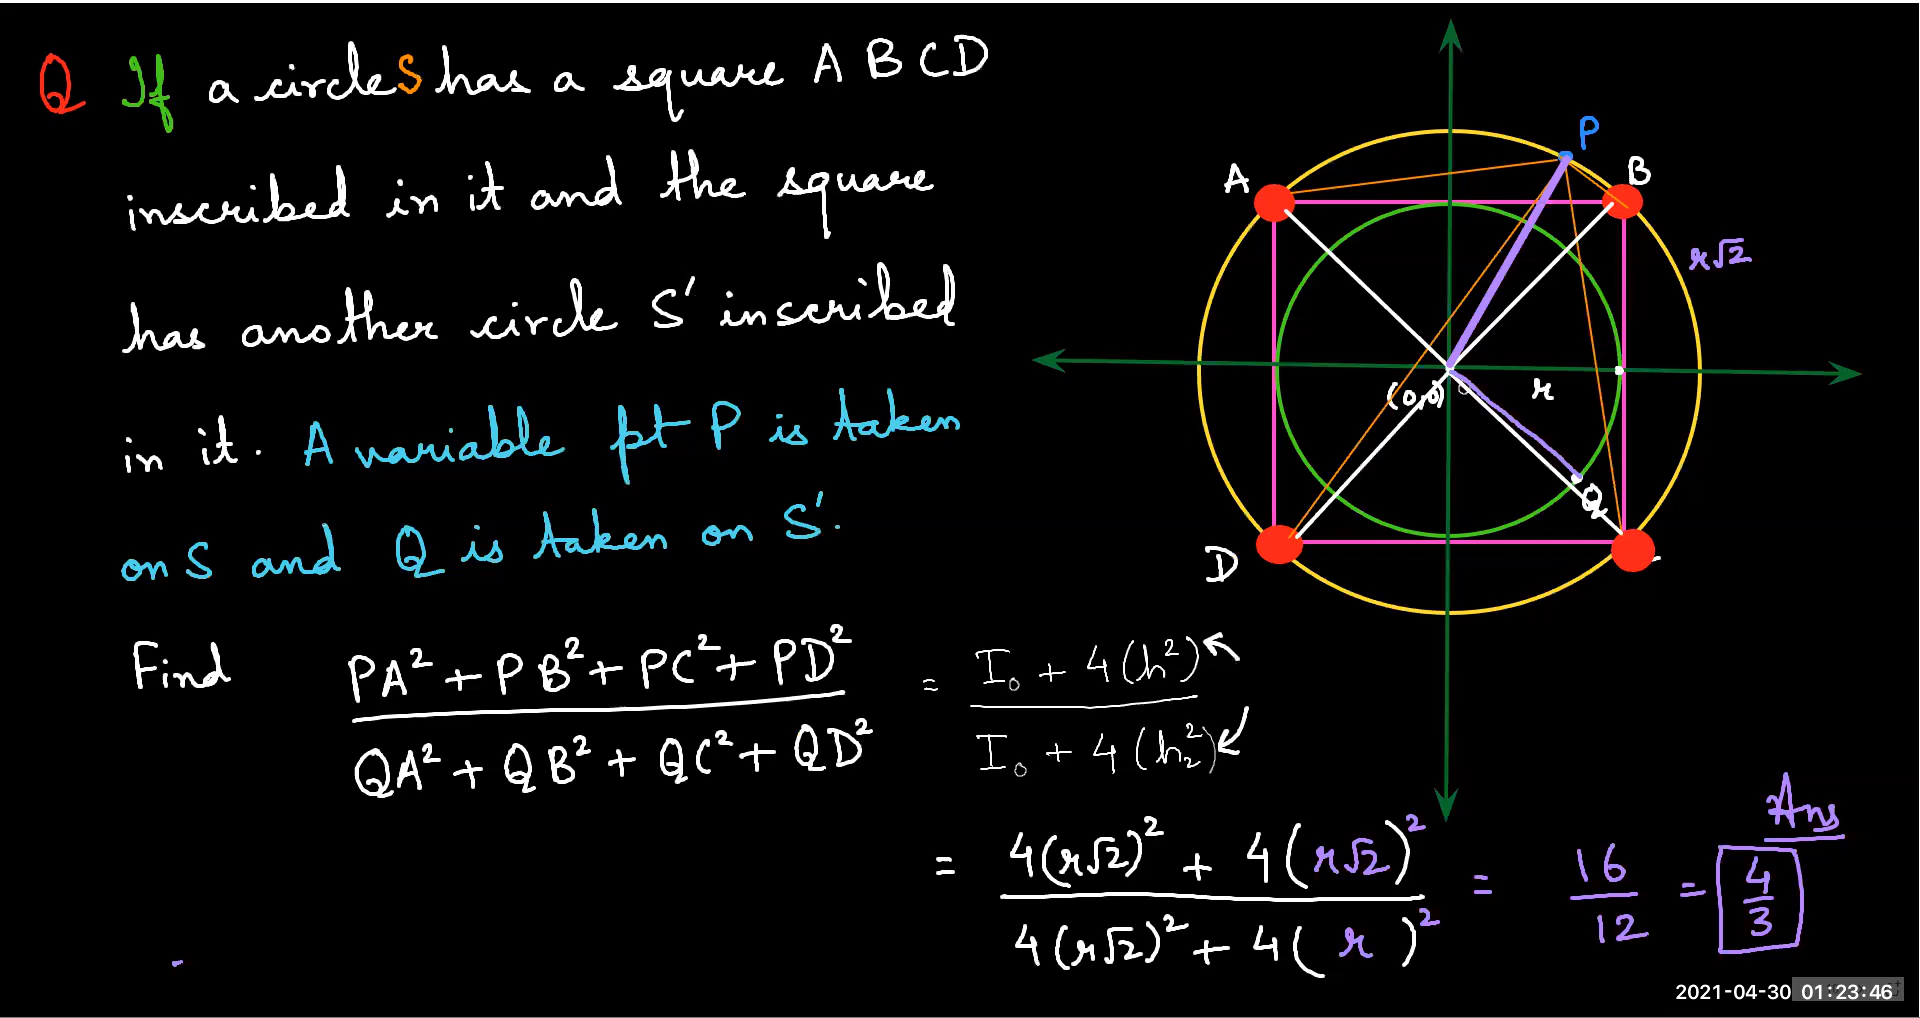 Q If a circle S has a square A B C D
inscribed in it and the square
has another circle S' inscribed
in it. A variable pt P is taken
on S and Q is taken on S'.
Find PA² + PB² + PC² + PD² / QA² + QB² + QC² + QD² = I₀ + 4(h²) / I₀ + 4(h₂²)
= 4(r√2)² + 4(r√2)² / 4(r√2)² + 4(r)² = 16/12 = 4/3
Ans
P
A
B
r√2
(0,0)
r
Q
D
2021-04-30 01:23:46